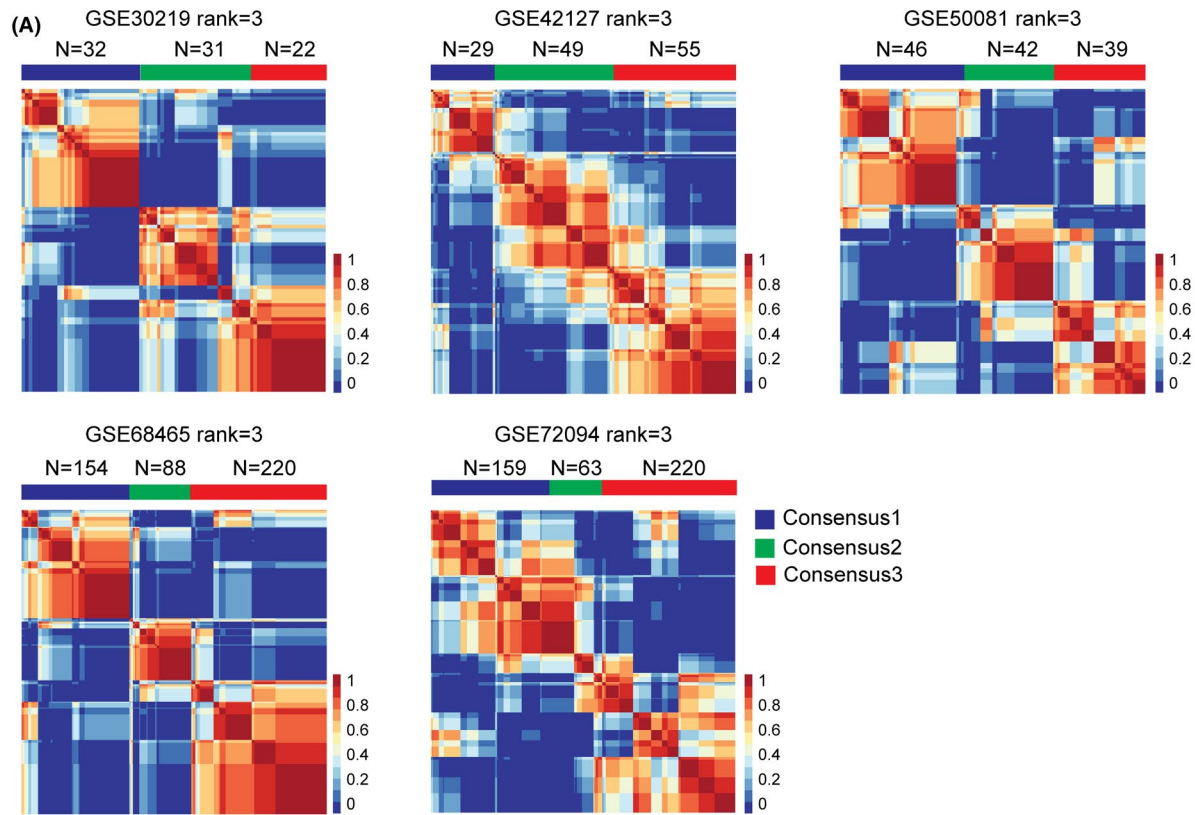 (A)
GSE30219 rank=3
N=32 N=31 N=22
1
0.8
0.6
0.4
0.2
0
GSE42127 rank=3
N=29 N=49 N=55
1
0.8
0.6
0.4
0.2
0
GSE50081 rank=3
N=46 N=42 N=39
1
0.8
0.6
0.4
0.2
0
GSE68465 rank=3
N=154 N=88 N=220
1
0.8
0.6
0.4
0.2
0
GSE72094 rank=3
N=159 N=63 N=220
1
0.8
0.6
0.4
0.2
0
Consensus1
Consensus2
Consensus3